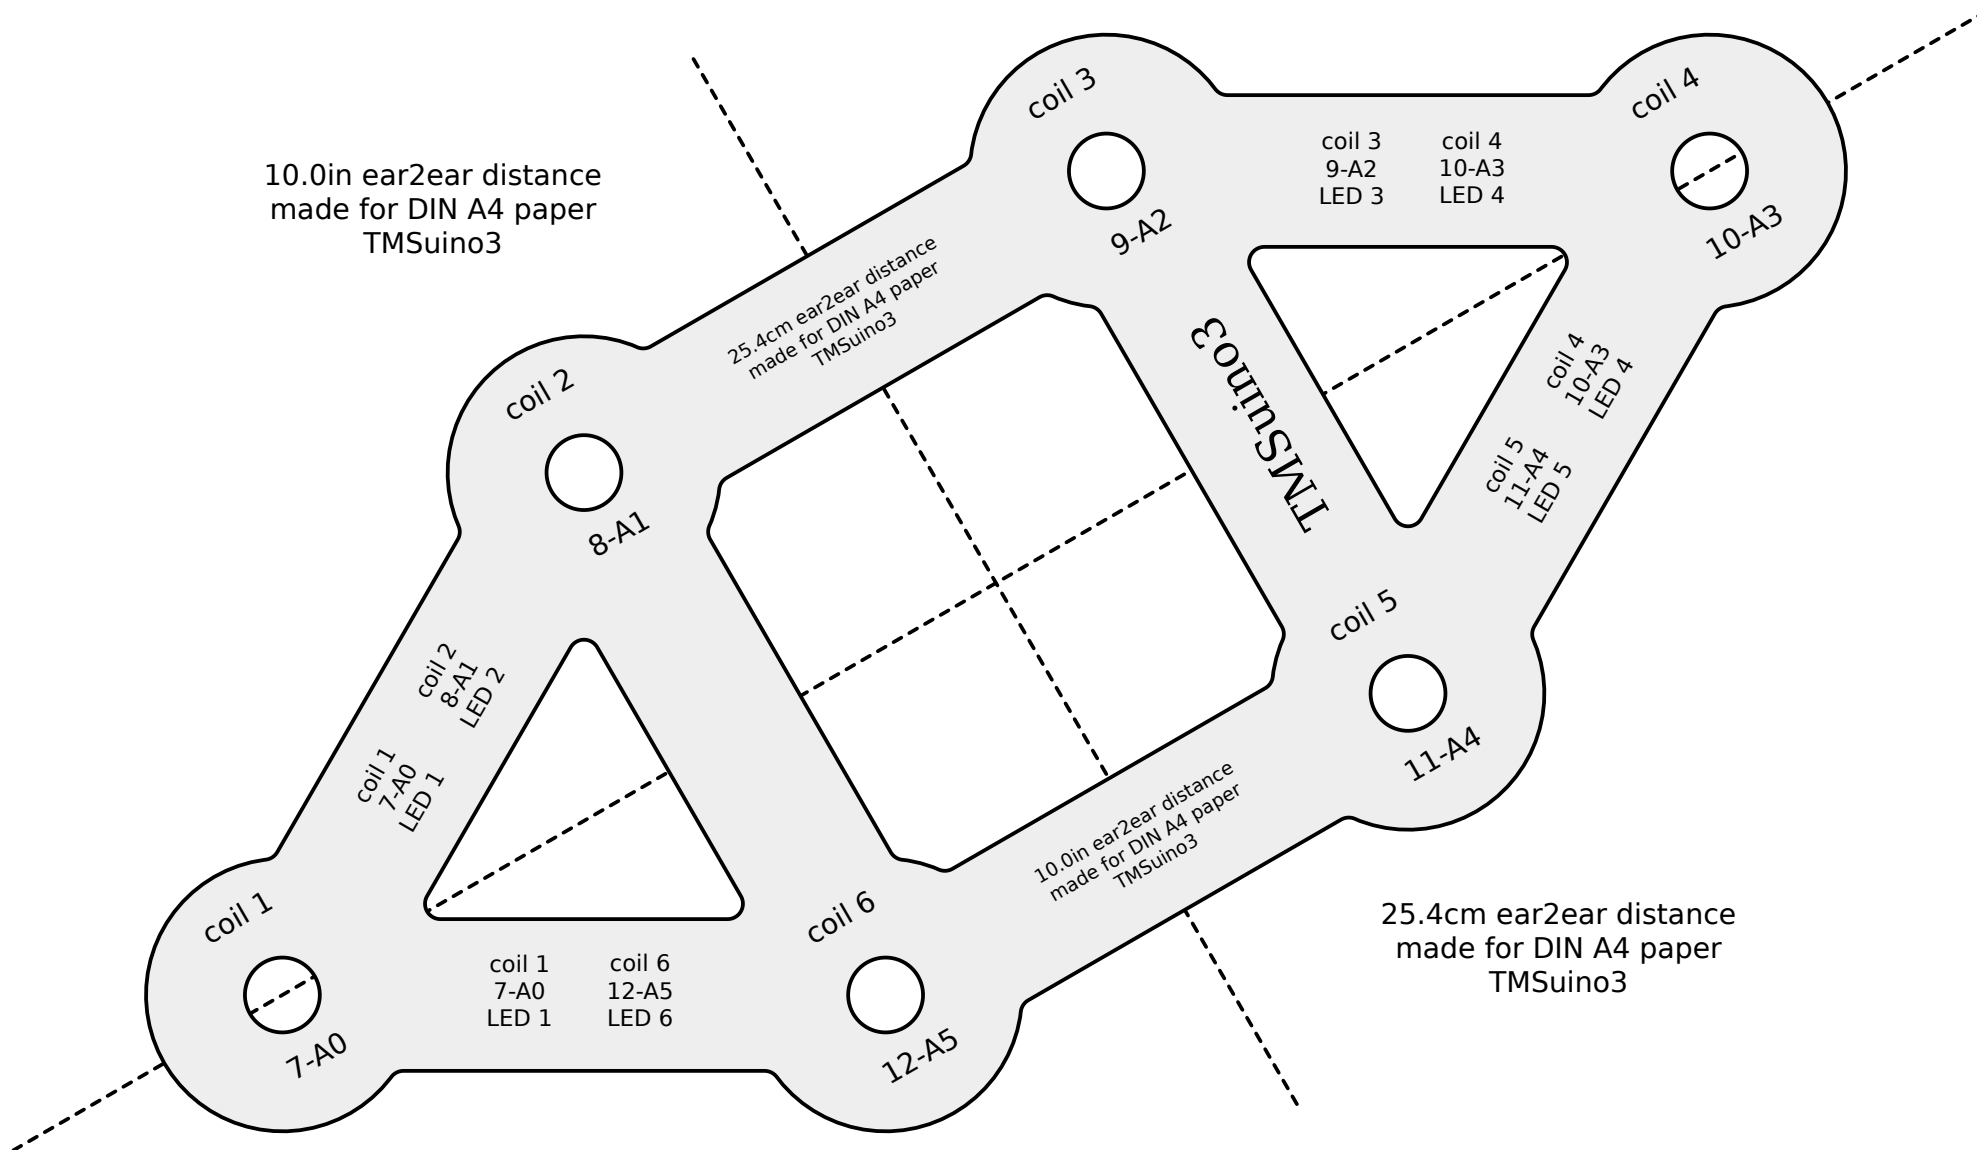 10.0in ear2ear distance
made for DIN A4 paper
TMSuino3
coil 3
9-A2
coil 3
9-A2
LED 3
coil 4
10-A3
LED 4
coil 4
10-A3
25.4cm ear2ear distance
made for DIN A4 paper
TMSuino3
coil 2
8-A1
TMSuino3
coil 4
10-A3
LED 4
coil 5
11-A4
LED 5
coil 5
11-A4
coil 2
8-A1
LED 2
coil 1
7-A0
LED 1
10.0in ear2ear distance
made for DIN A4 paper
TMSuino3
coil 1
7-A0
coil 1
7-A0
LED 1
coil 6
12-A5
LED 6
coil 6
12-A5
25.4cm ear2ear distance
made for DIN A4 paper
TMSuino3